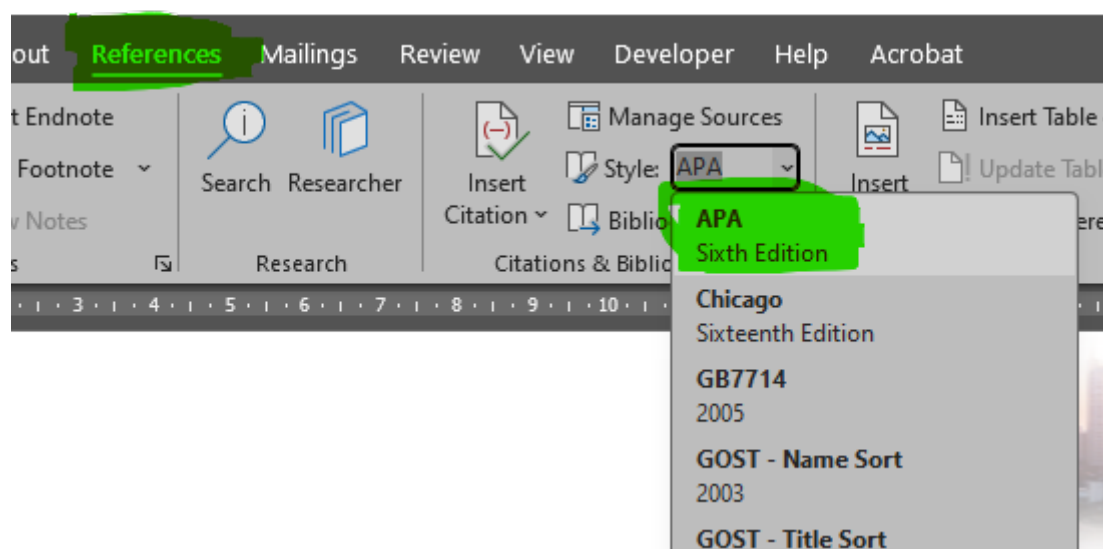 out References Mailings Review View Developer Help Acrobat
t Endnote
Footnote
v Notes
s
Search Researcher
Research
Insert
Citation
Manage Sources
Style: APA
Biblio
Citations & Biblio
Insert
Insert Table
Update Tabl
ere
3 4 5 6 7 8 9 10
APA
Sixth Edition
Chicago
Sixteenth Edition
GB7714
2005
GOST - Name Sort
2003
GOST - Title Sort